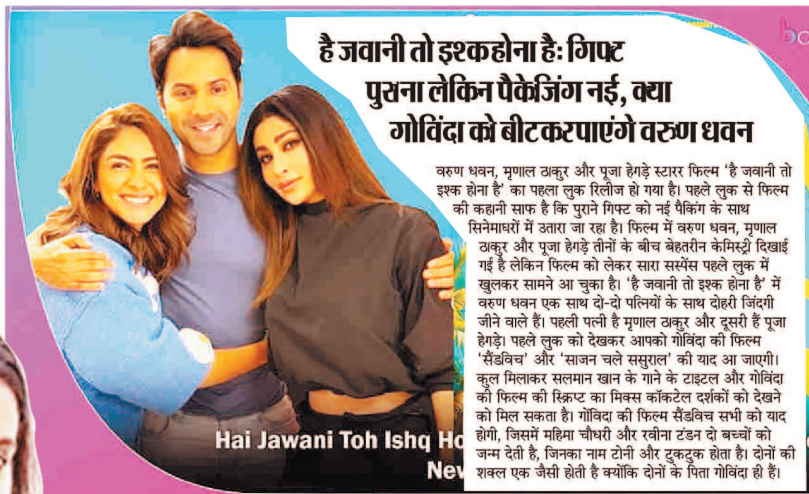 है जवानी तो इश्क होना है: गिफ्ट
पुराना लेकिन पैकेजिंग नई, क्या
गोविंदा को बीट कर पाएंगे वरुण धवन
वरुण धवन, मृणाल ठाकुर और पूजा हेगड़े स्टारर फिल्म 'है जवानी तो
इश्क होना है' का पहला लुक रिलीज हो गया है। पहले लुक से फिल्म
की कहानी साफ है कि पुराने गिफ्ट को नई पैकिंग के साथ
सिनेमाघरों में उतारा जा रहा है। फिल्म में वरुण धवन, मृणाल
ठाकुर और पूजा हेगड़े तीनों के बीच बेहतरीन केमिस्ट्री दिखाई
गई है लेकिन फिल्म को लेकर सारा सस्पेंस पहले लुक में
खुलकर सामने आ चुका है। 'है जवानी तो इश्क होना है' में
वरुण धवन एक साथ दो-दो पत्नियों के साथ दोहरी जिंदगी
जीने वाले हैं। पहली पत्नी है मृणाल ठाकुर और दूसरी हैं पूजा
हेगड़े। पहले लुक को देखकर आपको गोविंदा की फिल्म
'सैंडविच' और 'साजन चले ससुराल' की याद आ जाएगी।
कुल मिलाकर सलमान खान के गाने के टाइटल और गोविंदा
की फिल्म की स्क्रिप्ट का मिक्स कॉकटेल दर्शकों को देखने
को मिल सकता है। गोविंदा की फिल्म सैंडविच सभी को याद
होगी, जिसमें महिमा चौधरी और रवीना टंडन दो बच्चों को
जन्म देती है, जिनका नाम टोनी और टुकटुक होता है। दोनों की
शक्ल एक जैसी होती है क्योंकि दोनों के पिता गोविंदा ही हैं।
Hai Jawani Toh Ishq Ho
New